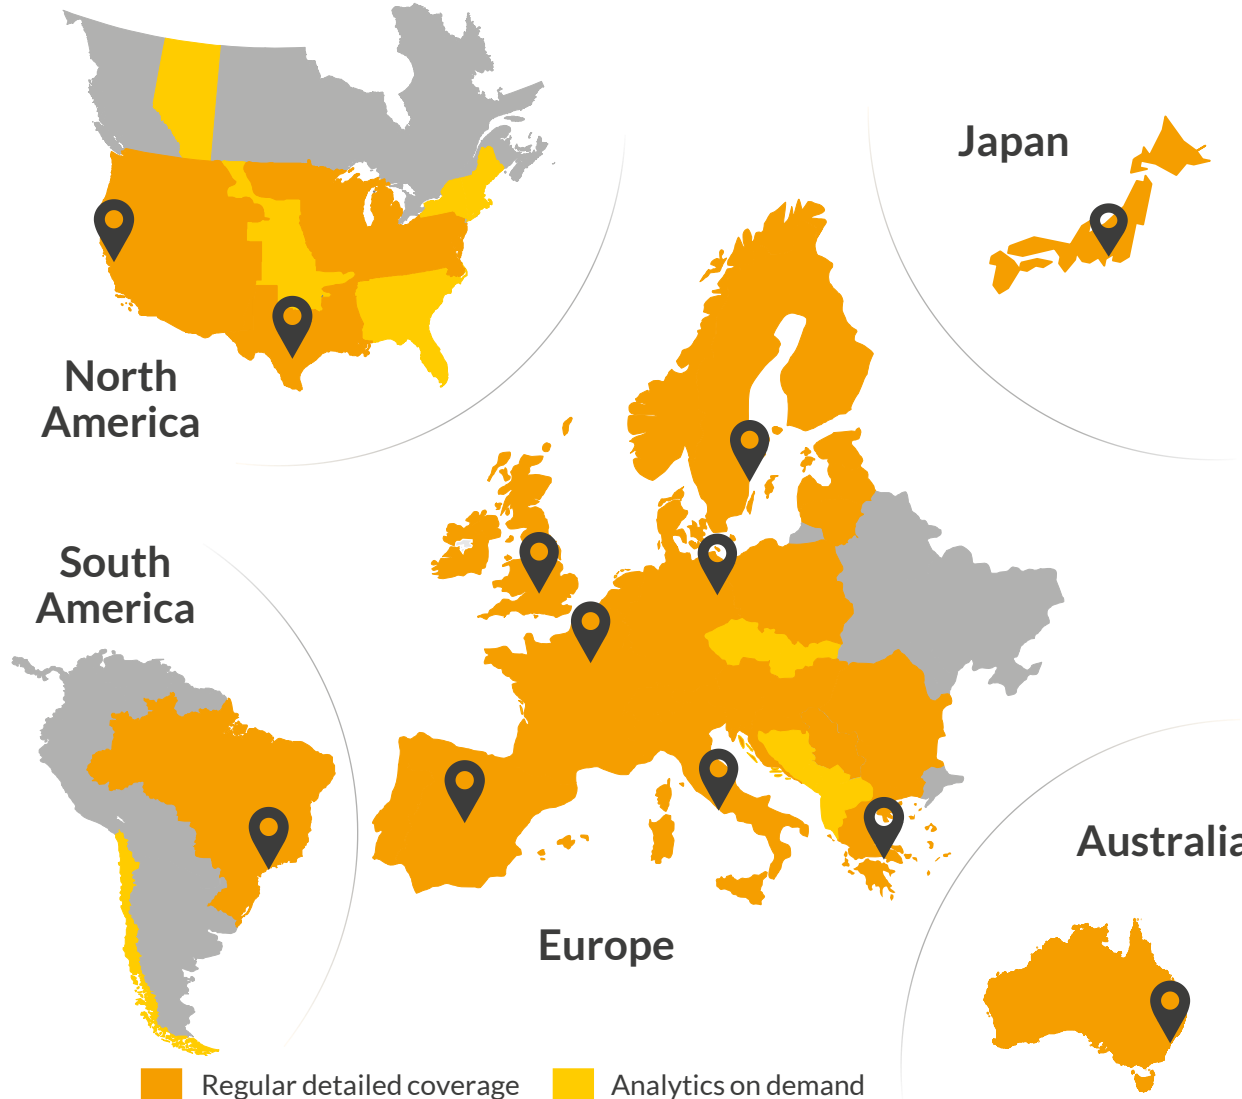 Japan
North
America
South
America
Australia
Europe
Regular detailed coverage
Analytics on demand